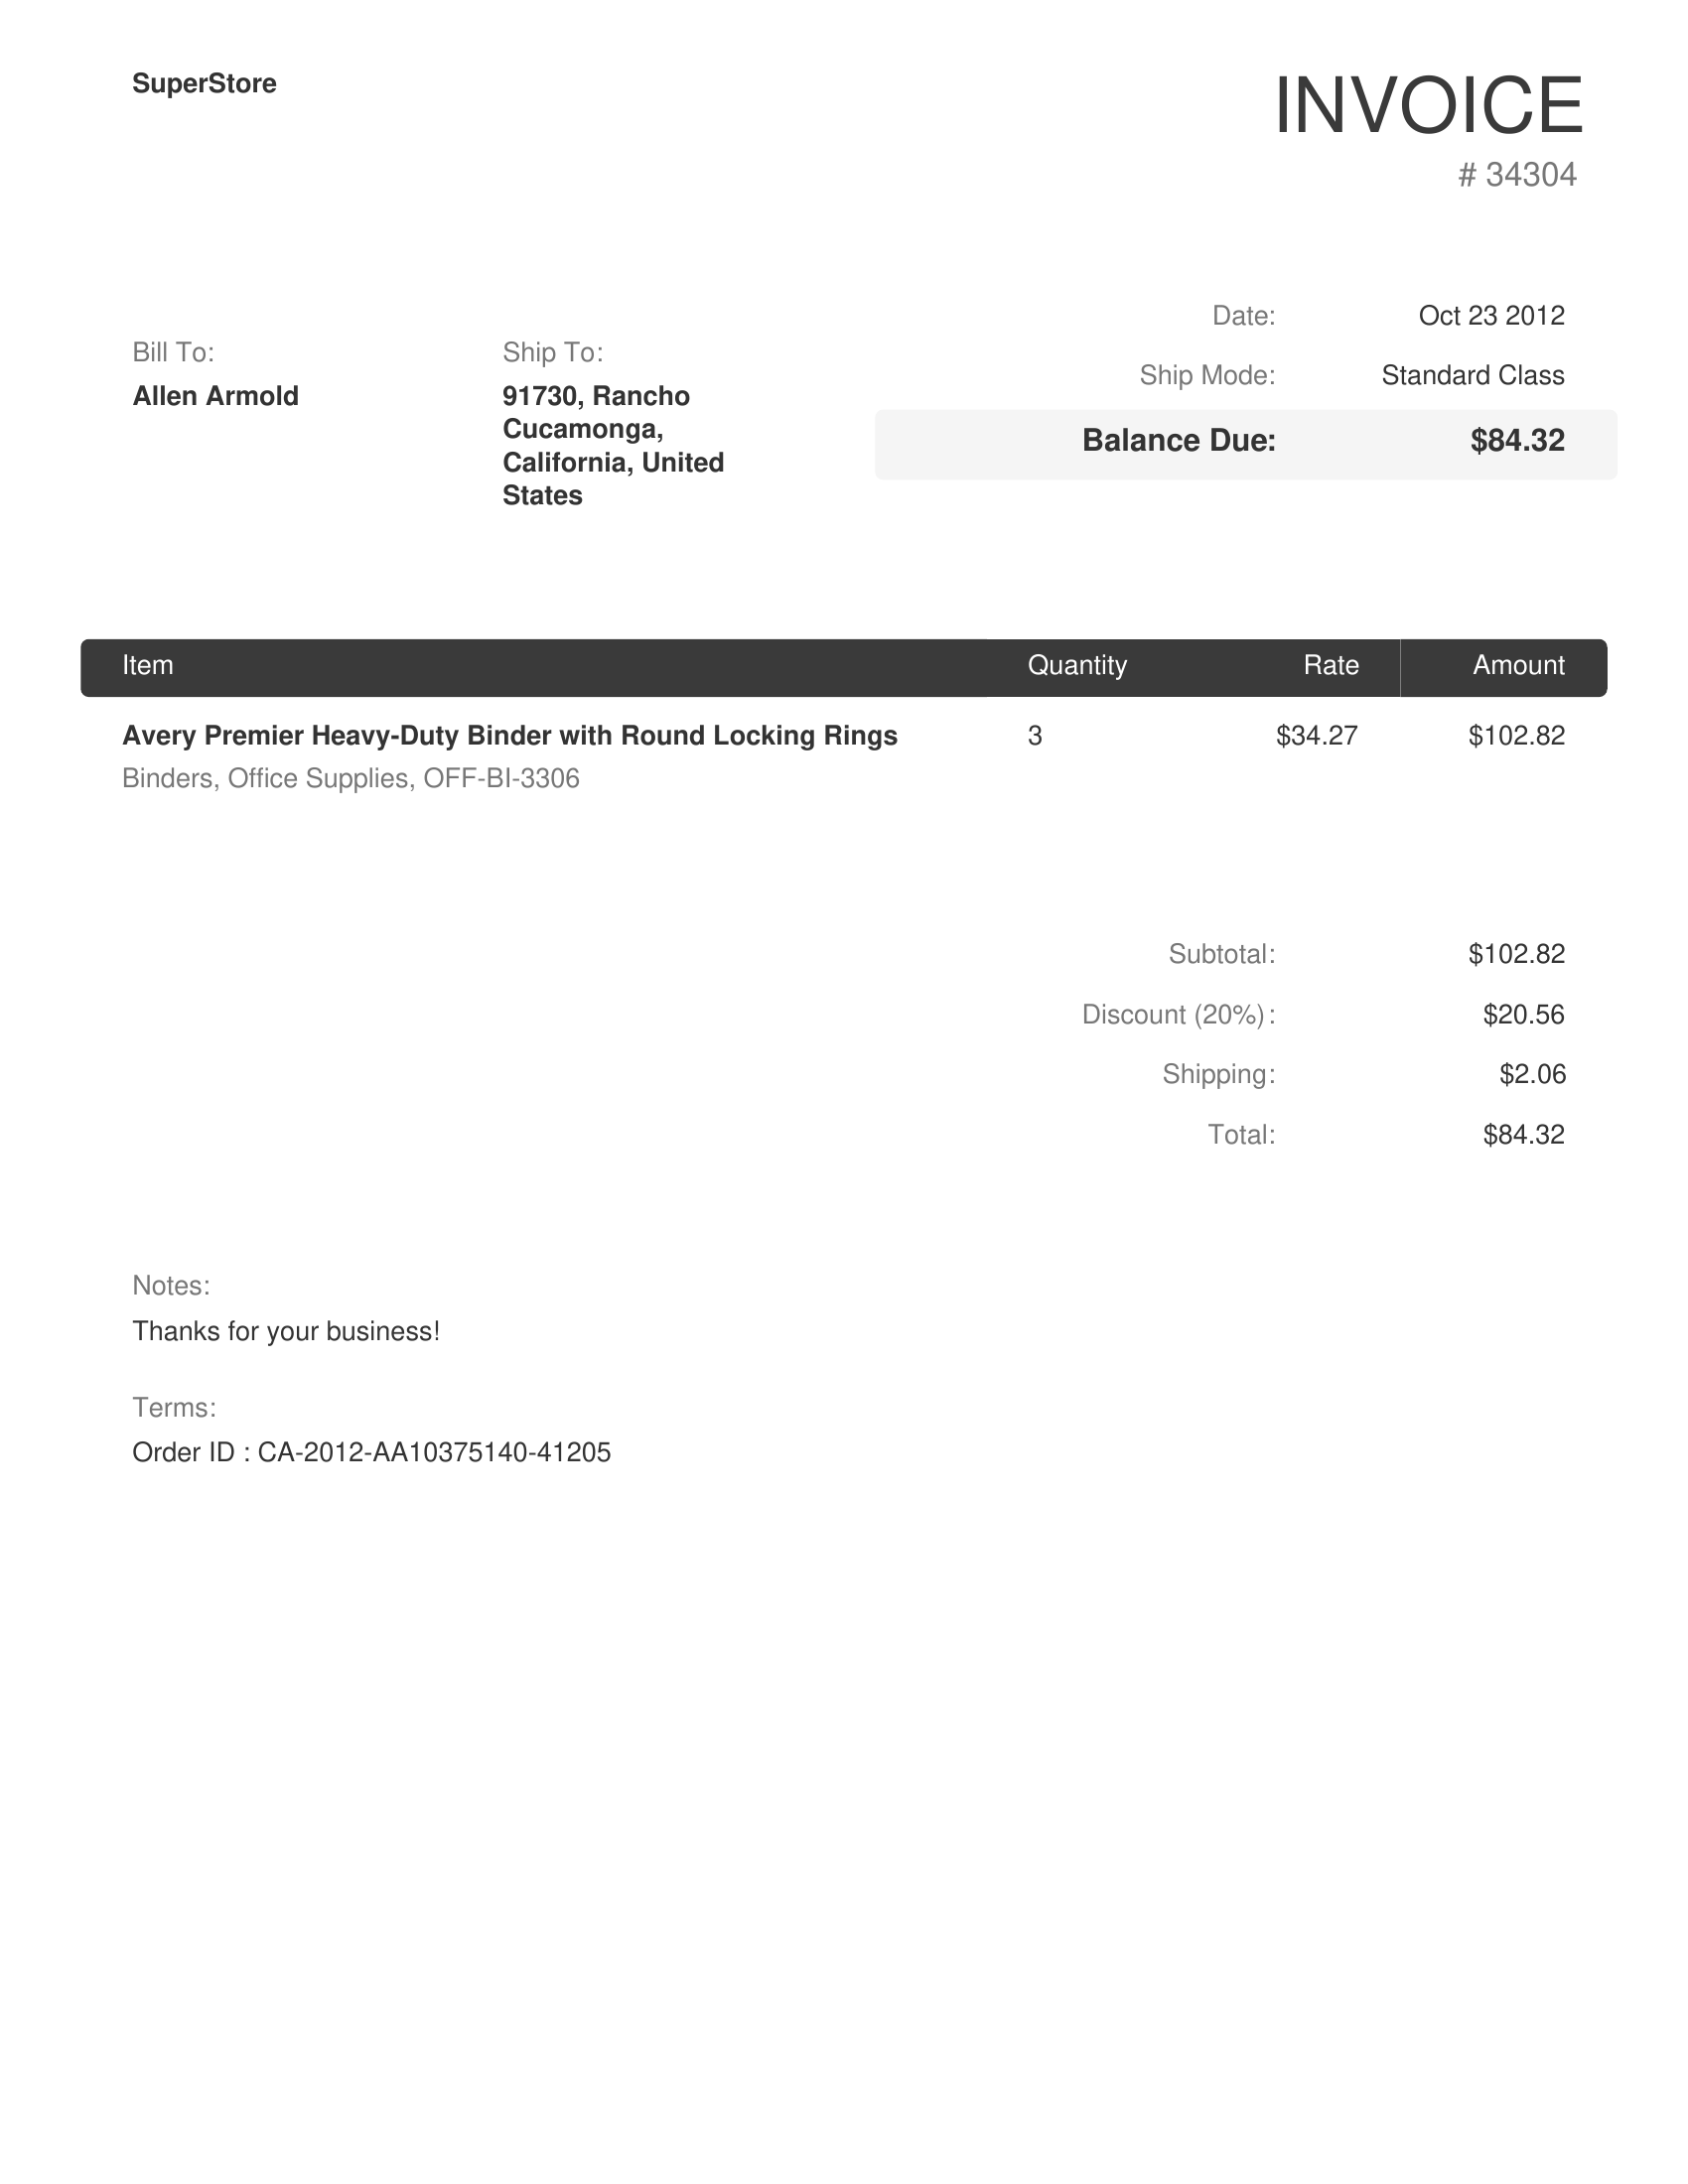 SuperStore
INVOICE
# 34304
Date: Oct 23 2012
Ship Mode: Standard Class
Balance Due: $84.32
Bill To:
Allen Armold
Ship To:
91730, Rancho
Cucamonga,
California, United
States
Item Quantity Rate Amount
Avery Premier Heavy-Duty Binder with Round Locking Rings 3 $34.27 $102.82
Binders, Office Supplies, OFF-BI-3306
Subtotal: $102.82
Discount (20%): $20.56
Shipping: $2.06
Total: $84.32
Notes:
Thanks for your business!
Terms:
Order ID : CA-2012-AA10375140-41205